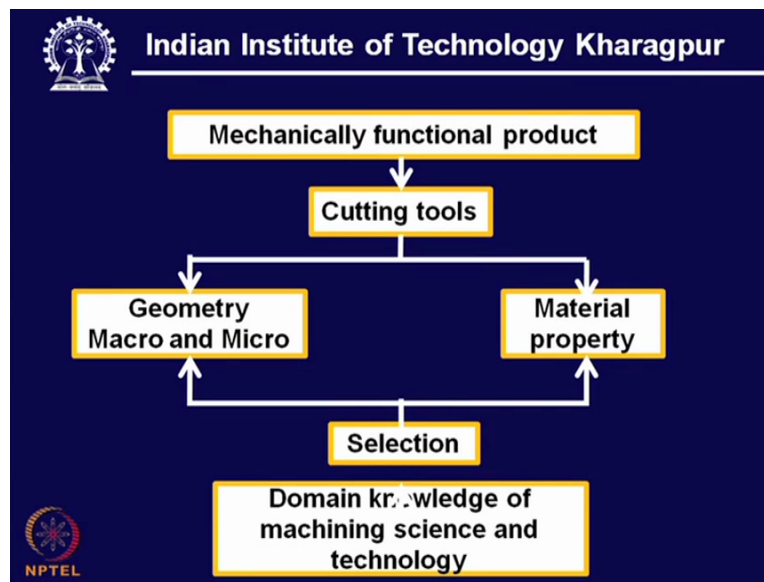 Indian Institute of Technology Kharagpur
Mechanically functional product
Cutting tools
Geometry
Macro and Micro
Material
property
Selection
Domain knowledge of
machining science and
technology
NPTEL